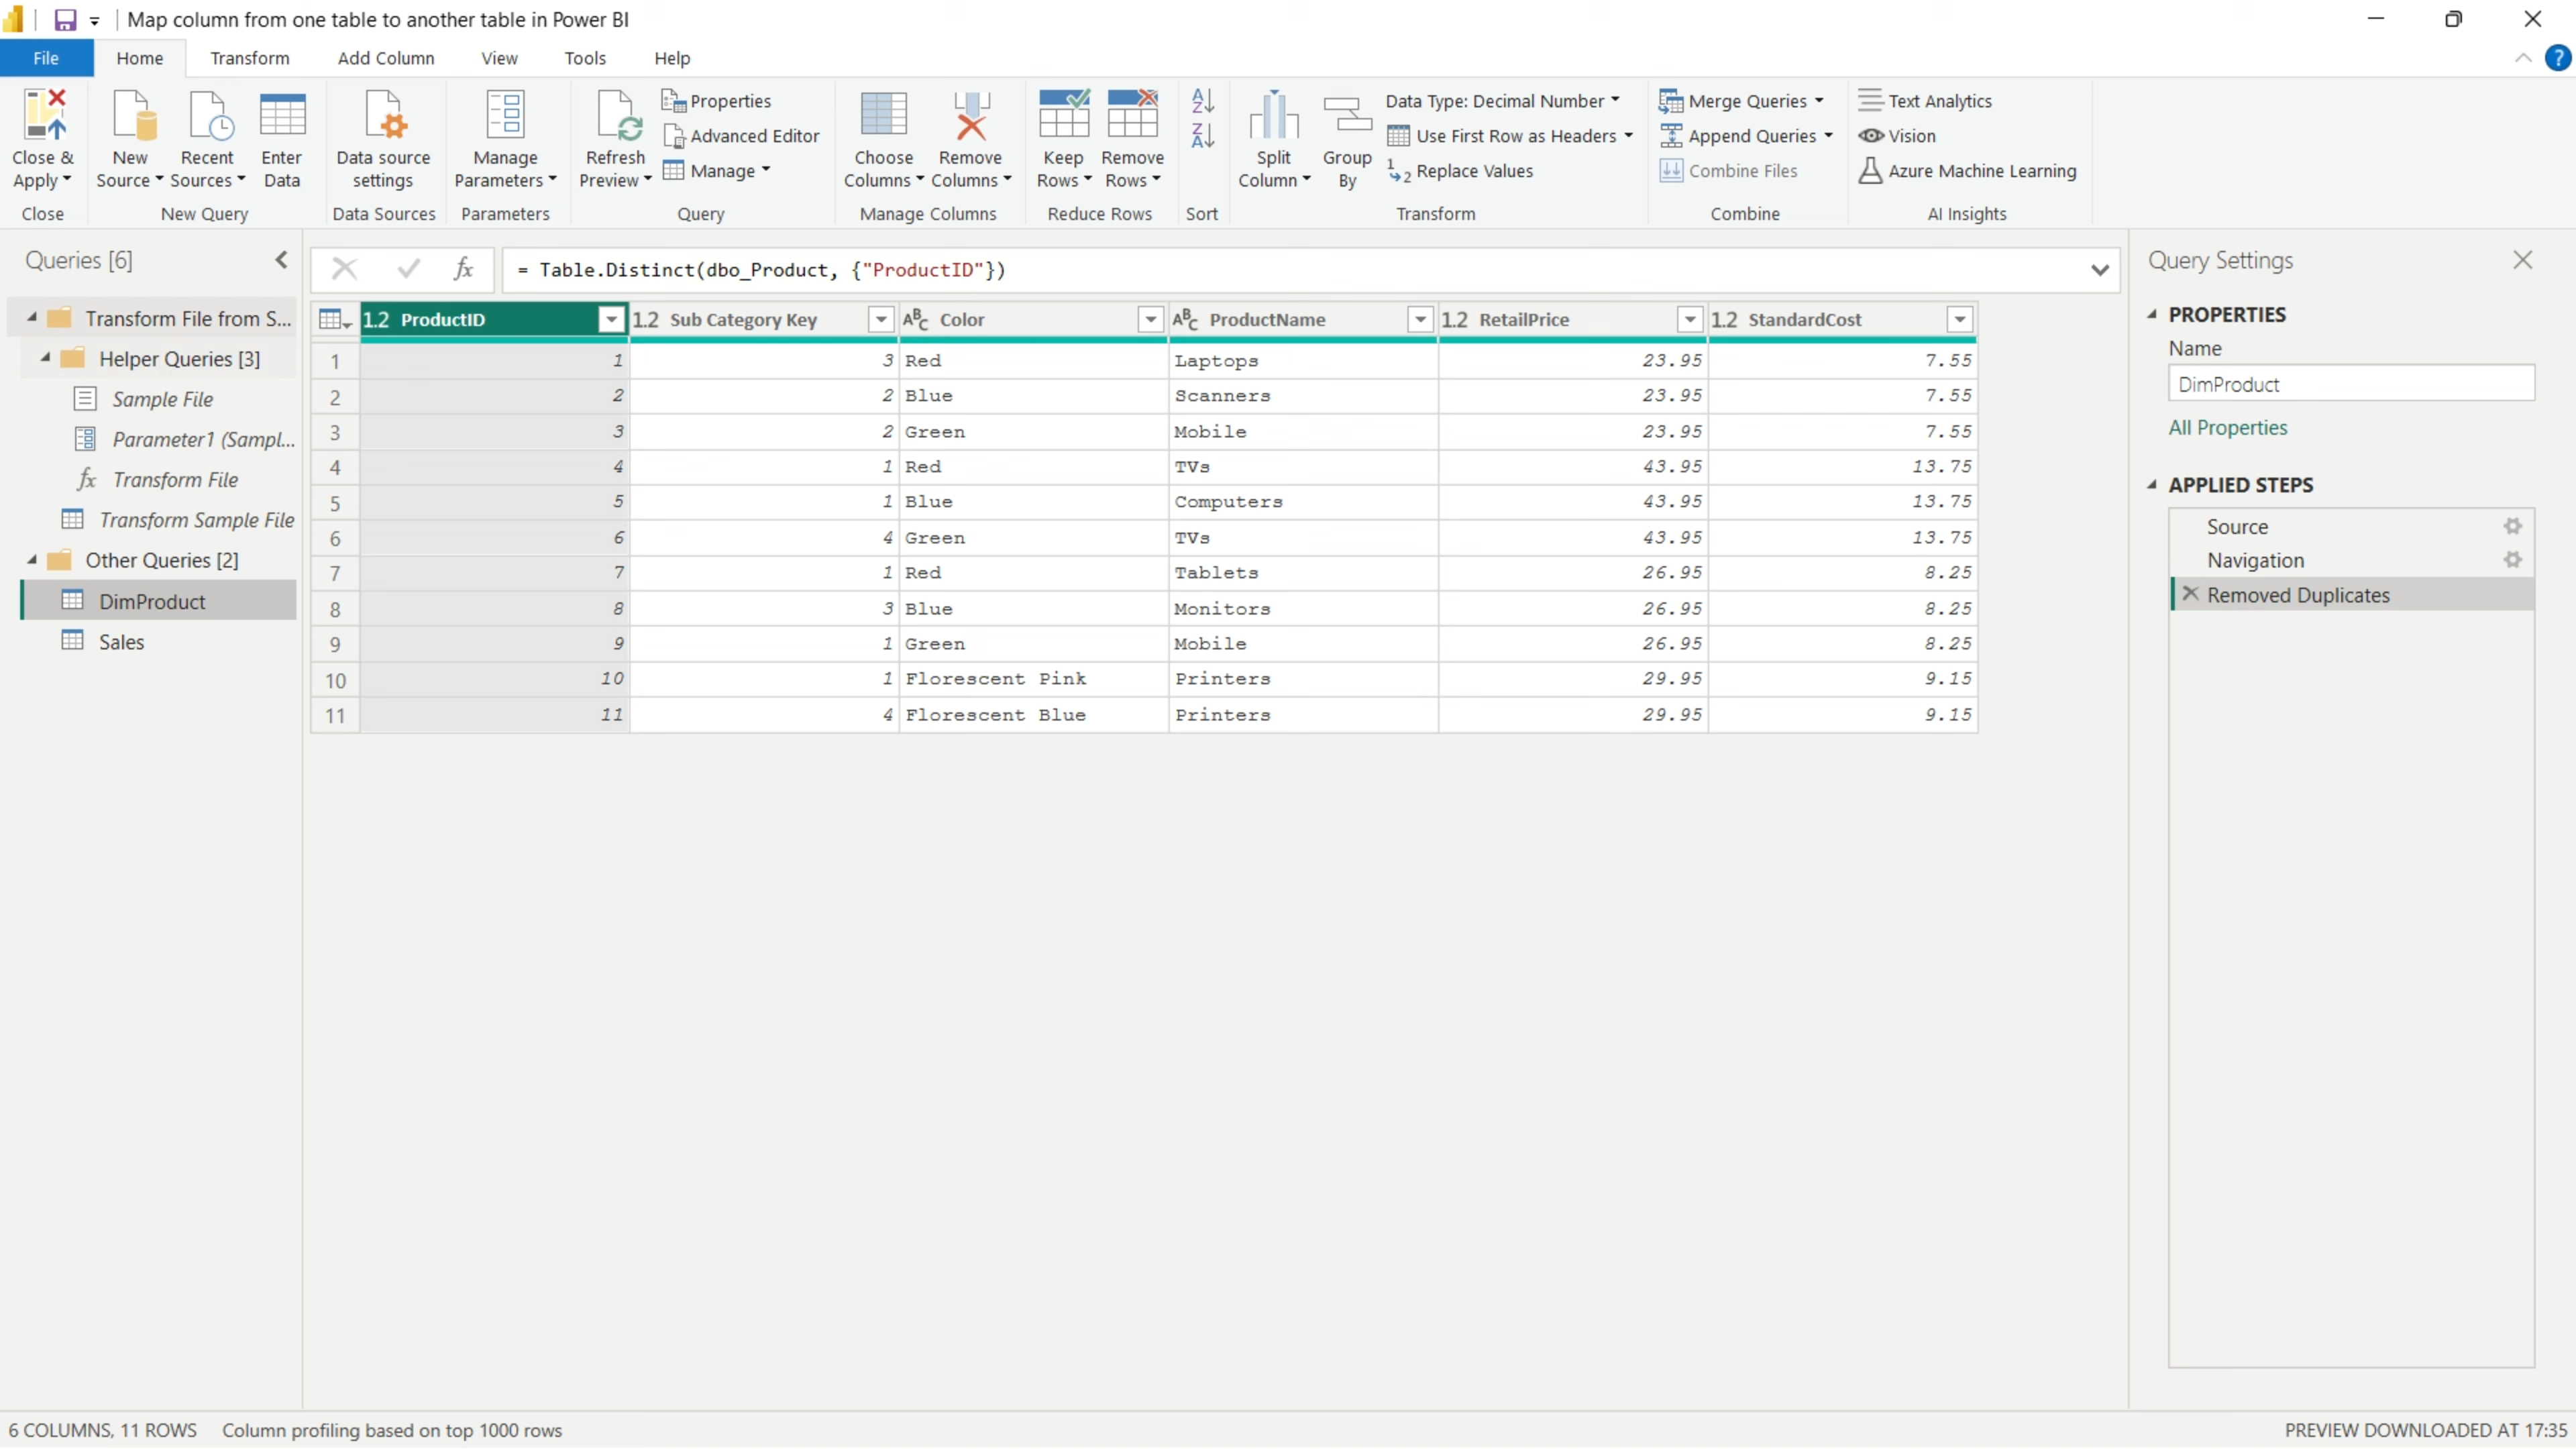 Map column from one table to another table in Power BI
File Home Transform Add Column View Tools Help
Close & Apply
New Source
Recent Sources
Enter Data
Data source settings
Manage Parameters
Refresh Preview
Properties
Advanced Editor
Manage
Choose Columns
Remove Columns
Keep Rows
Remove Rows
Split Column
Group By
Data Type: Decimal Number
Use First Row as Headers
Replace Values
Merge Queries
Append Queries
Combine Files
Text Analytics
Vision
Azure Machine Learning
Close New Query Data Sources Parameters Query Manage Columns Reduce Rows Sort Transform Combine AI Insights
Queries [6]
Transform File from S...
Helper Queries [3]
Sample File
Parameter1 (Sampl...
fx Transform File
Transform Sample File
Other Queries [2]
DimProduct
Sales
fx = Table.Distinct(dbo_Product, {"ProductID"})
1.2 ProductID 1.2 Sub Category Key ABC Color ABC ProductName 1.2 RetailPrice 1.2 StandardCost
1 1 3 Red Laptops 23.95 7.55
2 2 2 Blue Scanners 23.95 7.55
3 3 2 Green Mobile 23.95 7.55
4 4 1 Red TVs 43.95 13.75
5 5 1 Blue Computers 43.95 13.75
6 6 4 Green TVs 43.95 13.75
7 7 1 Red Tablets 26.95 8.25
8 8 3 Blue Monitors 26.95 8.25
9 9 1 Green Mobile 26.95 8.25
10 10 1 Florescent Pink Printers 29.95 9.15
11 11 4 Florescent Blue Printers 29.95 9.15
Query Settings
PROPERTIES
Name
DimProduct
All Properties
APPLIED STEPS
Source
Navigation
Removed Duplicates
6 COLUMNS, 11 ROWS Column profiling based on top 1000 rows
PREVIEW DOWNLOADED AT 17:35